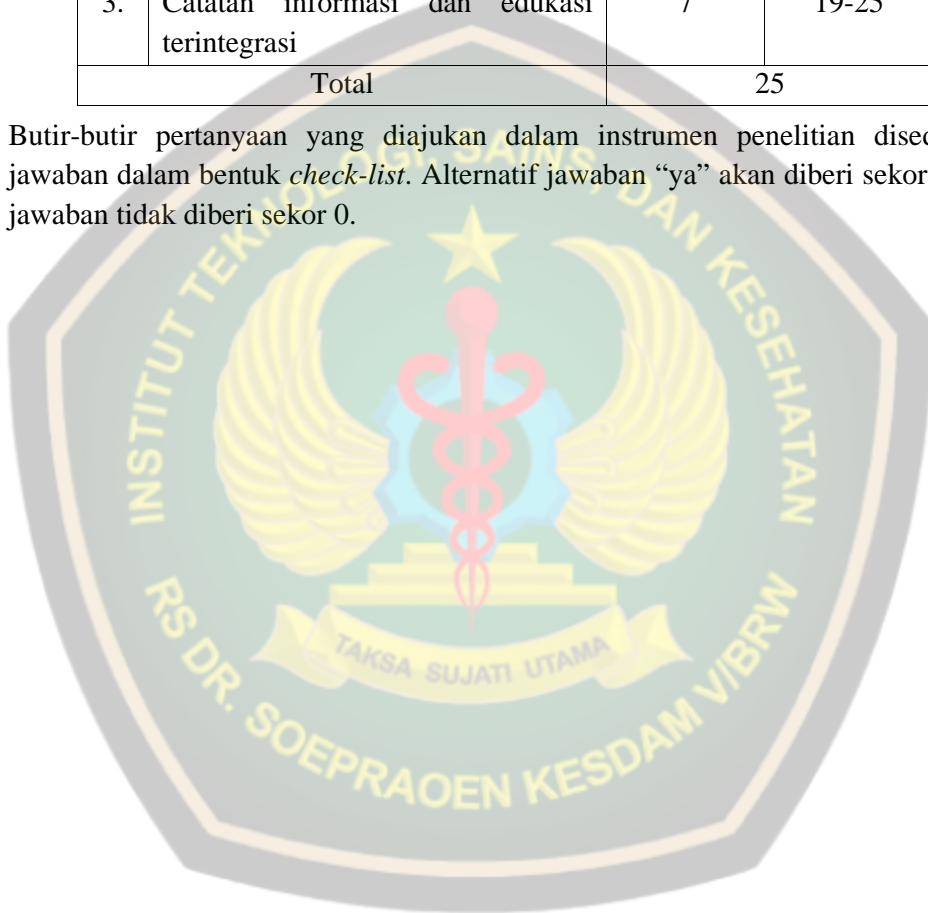 3. Catatan informasi dan edukasi 7 19-25
terintegrasi
Total 25
Butir-butir pertanyaan yang diajukan dalam instrumen penelitian
jawaban dalam bentuk check-list. Alternatif jawaban “ya” akan diberi sekor
jawaban tidak diberi sekor 0.
INSTITUT TEKNOLOGI, SAINS, DAN KESEHATAN
TAKSA SUJATI UTAMA
RS DR. SOEPRAOEN KESDAM V/BRW